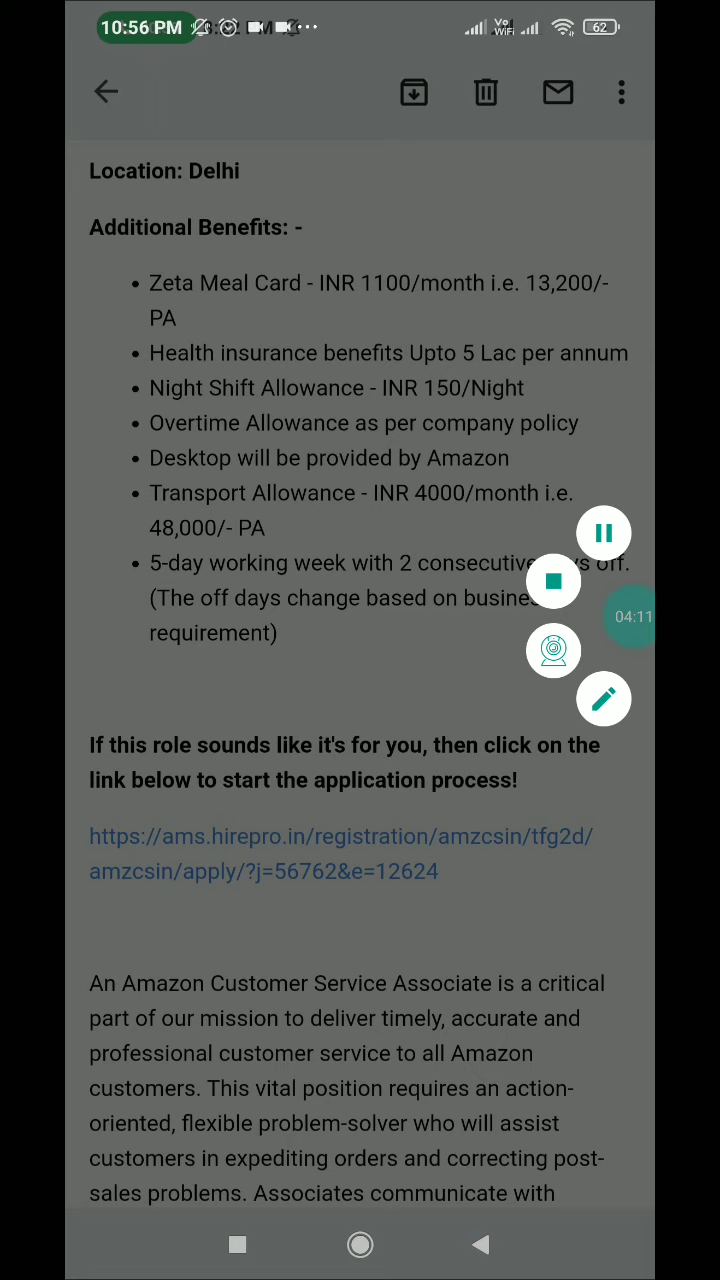 10:56 PM
Vo
WiFi
62
Location: Delhi
Additional Benefits: -
• Zeta Meal Card - INR 1100/month i.e. 13,200/-
PA
• Health insurance benefits Upto 5 Lac per annum
• Night Shift Allowance - INR 150/Night
• Overtime Allowance as per company policy
• Desktop will be provided by Amazon
• Transport Allowance - INR 4000/month i.e.
48,000/- PA
• 5-day working week with 2 consecutive off.
(The off days change based on
04:11
requirement)
If this role sounds like it's for you, then click on the
link below to start the application process!
https://ams.hirepro.in/registration/amzcsin/tfg2d/
amzcsin/apply/?j=56762&e=12624
An Amazon Customer Service Associate is a critical
part of our mission to deliver timely, accurate and
professional customer service to all Amazon
customers. This vital position requires an action-
oriented, flexible problem-solver who will assist
customers in expediting orders and correcting post-
sales problems. Associates communicate with